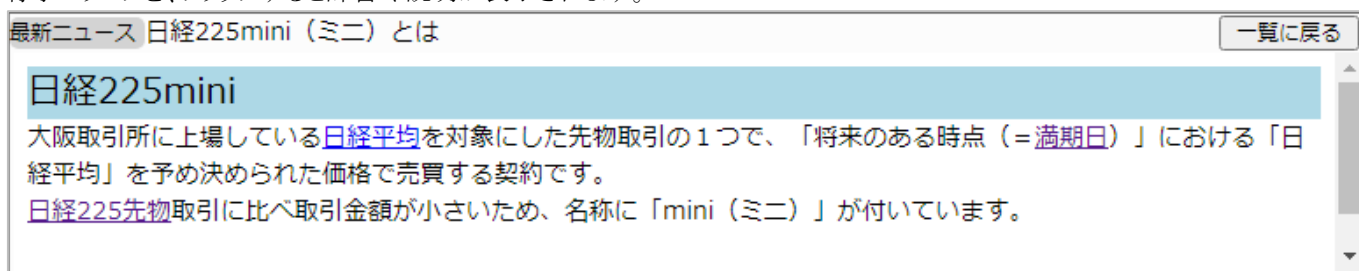 最新ニュース 日経225mini（ミニ）とは 一覧に戻る
日経225mini
大阪取引所に上場している日経平均を対象にした先物取引の１つで、「将来のある時点（=満期日）」における「日
経平均」を予め決められた価格で売買する契約です。
日経225先物取引に比べ取引金額が小さいため、名称に「mini（ミニ）」が付いています。